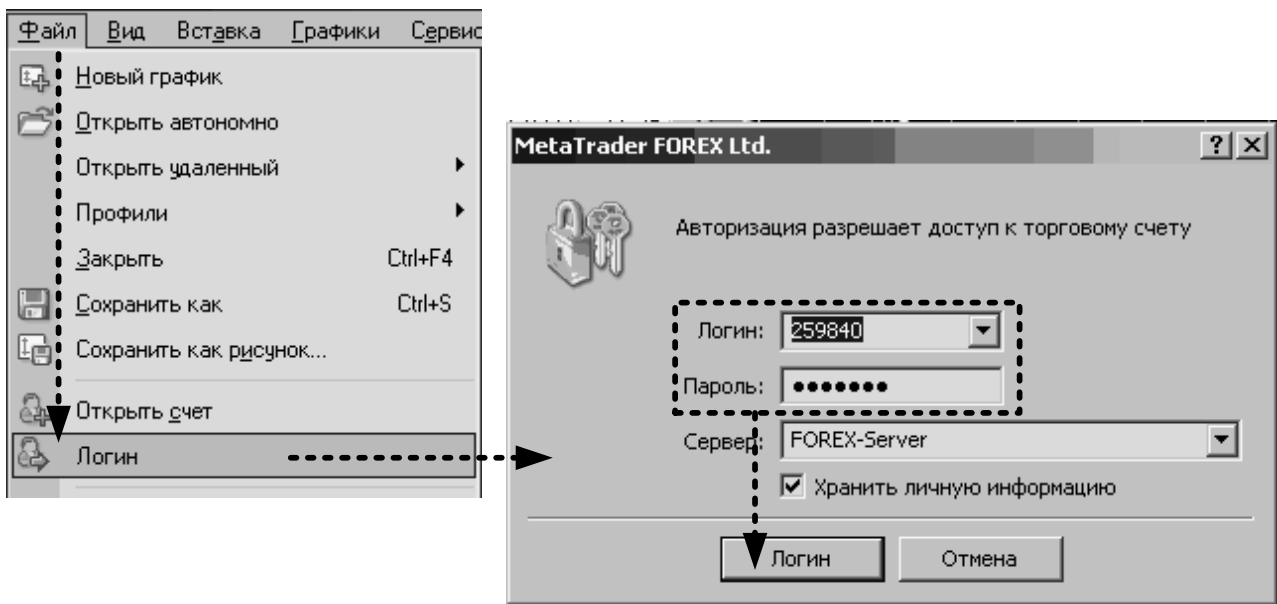 Файл Вид Вставка Графики Сервис
Новый график
Открыть автономно
Открыть удаленный
Профили
Закрыть Ctrl+F4
Сохранить как Ctrl+S
Сохранить как рисунок...
Открыть счет
Логин
MetaTrader FOREX Ltd.
Авторизация разрешает доступ к торговому счету
Логин: 259840
Пароль: ●●●●●●●
Сервер: FOREX-Server
Хранить личную информацию
Логин Отмена